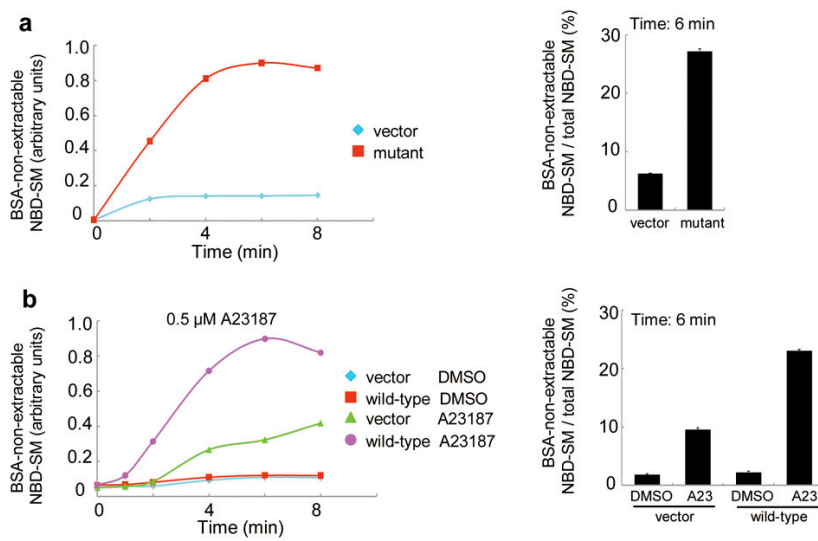 a
BSA-non-extractable
NBD-SM (arbitrary units)
1.0
0.8
0.6
0.4
0.2
0
0 4 8
Time (min)
vector
mutant
Time: 6 min
BSA-non-extractable
NBD-SM / total NBD-SM (%)
30
20
10
0
vector mutant
b
0.5 µM A23187
BSA-non-extractable
NBD-SM (arbitrary units)
1.0
0.8
0.6
0.4
0.2
0
0 2 4 6 8
Time (min)
vector DMSO
wild-type DMSO
vector A23187
wild-type A23187
Time: 6 min
BSA-non-extractable
NBD-SM / total NBD-SM (%)
30
20
10
0
DMSO A23 DMSO A23
vector wild-type